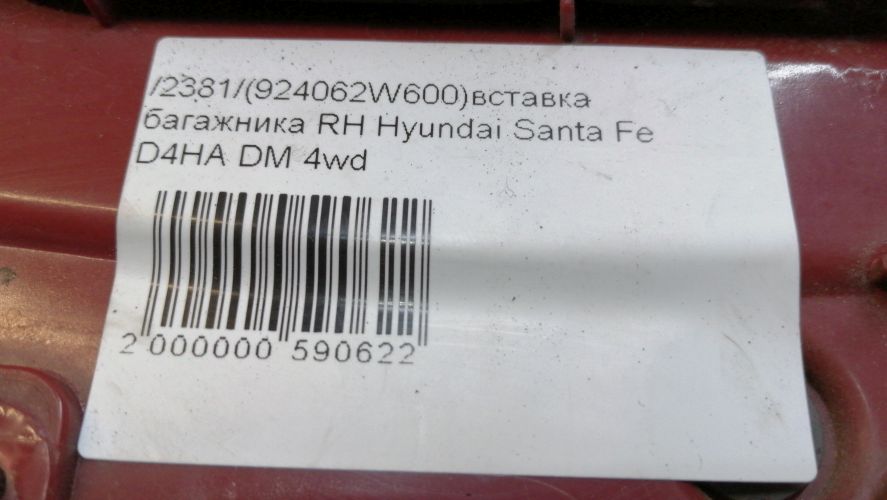 /2381/(924062W600)вставка
багажника RH Hyundai Santa Fe
D4HA DM 4wd
2 000000 590622